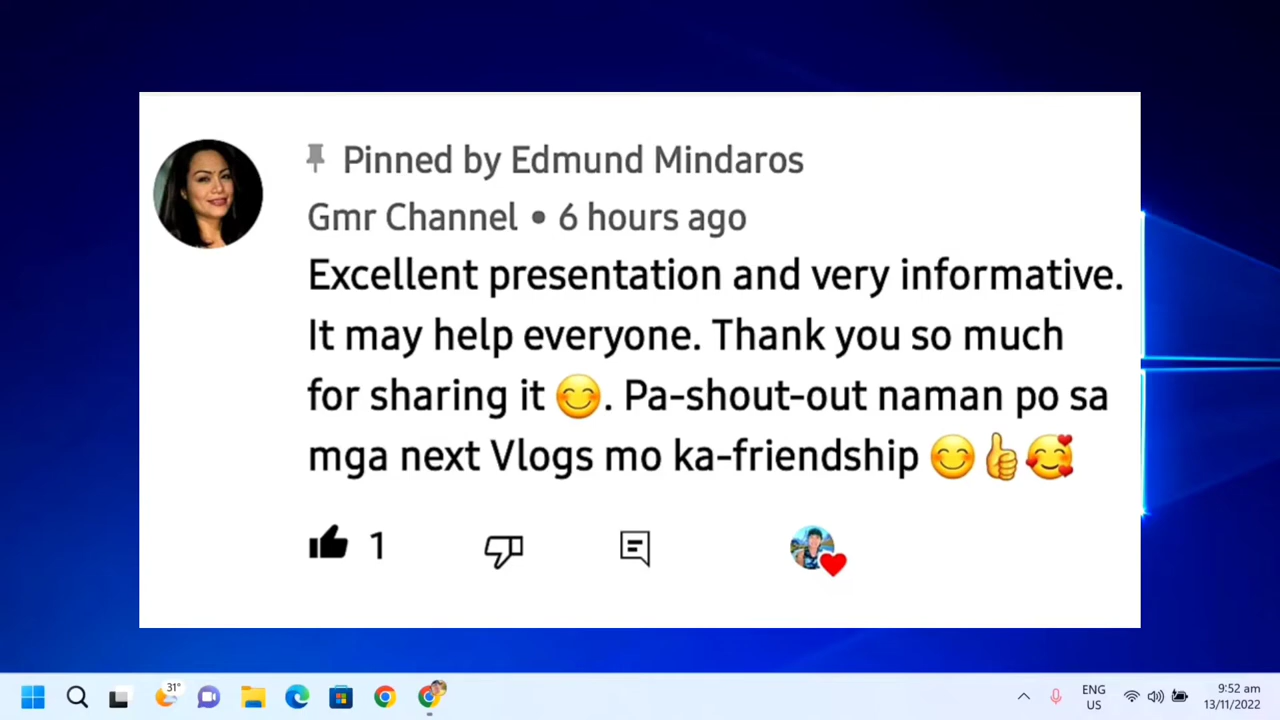 Pinned by Edmund Mindaros
Gmr Channel • 6 hours ago
Excellent presentation and very informative.
It may help everyone. Thank you so much
for sharing it 😊. Pa-shout-out naman po sa
mga next Vlogs mo ka-friendship 😊👍🥰
1
31°
ENG
US
9:52 am
13/11/2022